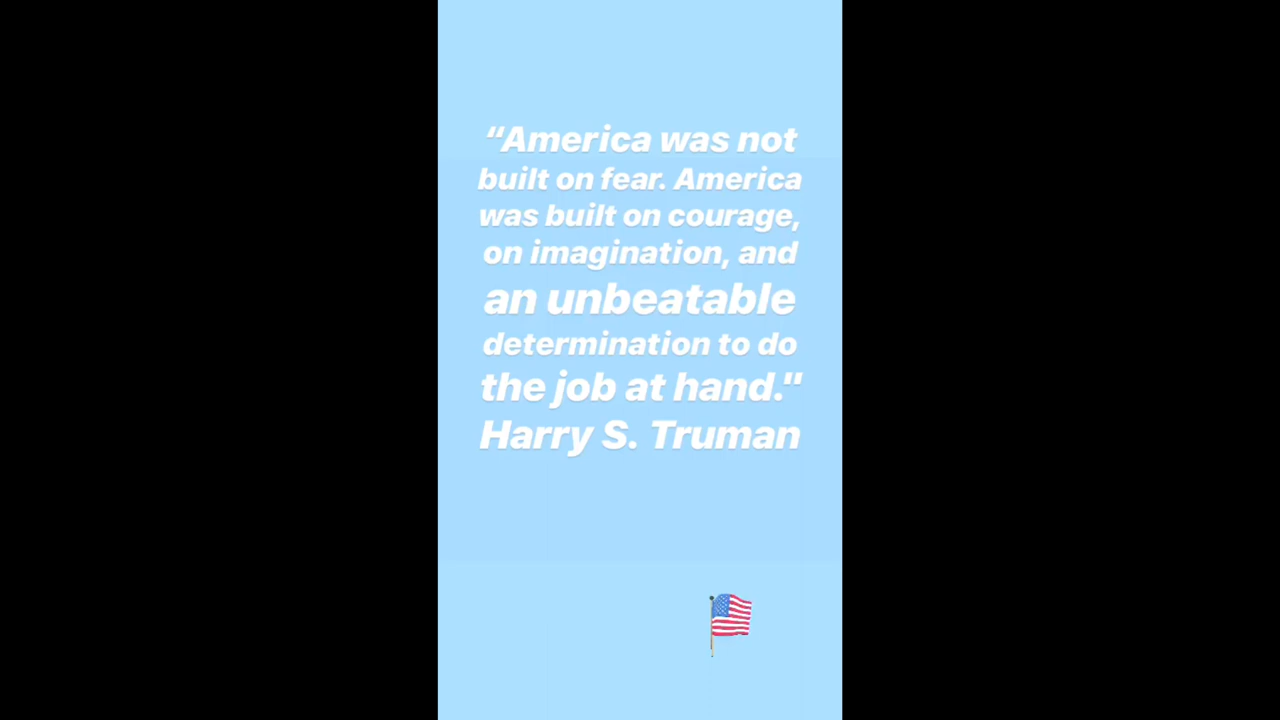 “America was not
built on fear. America
was built on courage,
on imagination, and
an unbeatable
determination to do
the job at hand."
Harry S. Truman